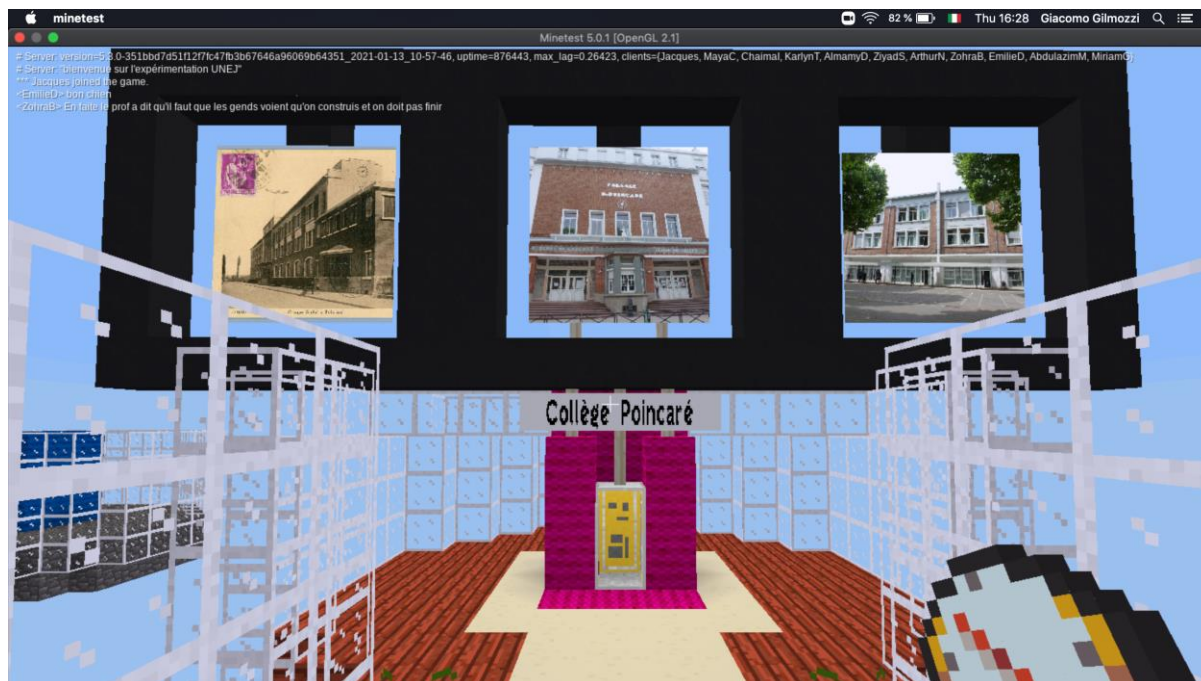 minetest
82 %
Thu 16:28 Giacomo Gilmozzi
Minetest 5.0.1 [OpenGL 2.1]
# Server: version=5.3.0-351bbd7d51f12f7fc47fb3b67646a96069b64351_2021-01-13_10-57-46, uptime=876443, max_lag=0.26423, clients={Jacques, MayaC, ChaimaI, KarlynT, AlmamyD, ZiyadS, ArthurN, ZohraB, EmilieD, AbdulazimM, MiriamG}
# Server: "bienvenue sur l'expérimentation UNEJ"
*** Jacques joined the game.
<EmilieD> bon chien
<ZohraB> En faite le prof a dit qu'il faut que les gends voient qu'on construis et on doit pas finir
COLLEGE
H.POINCARE
Collège Poincaré